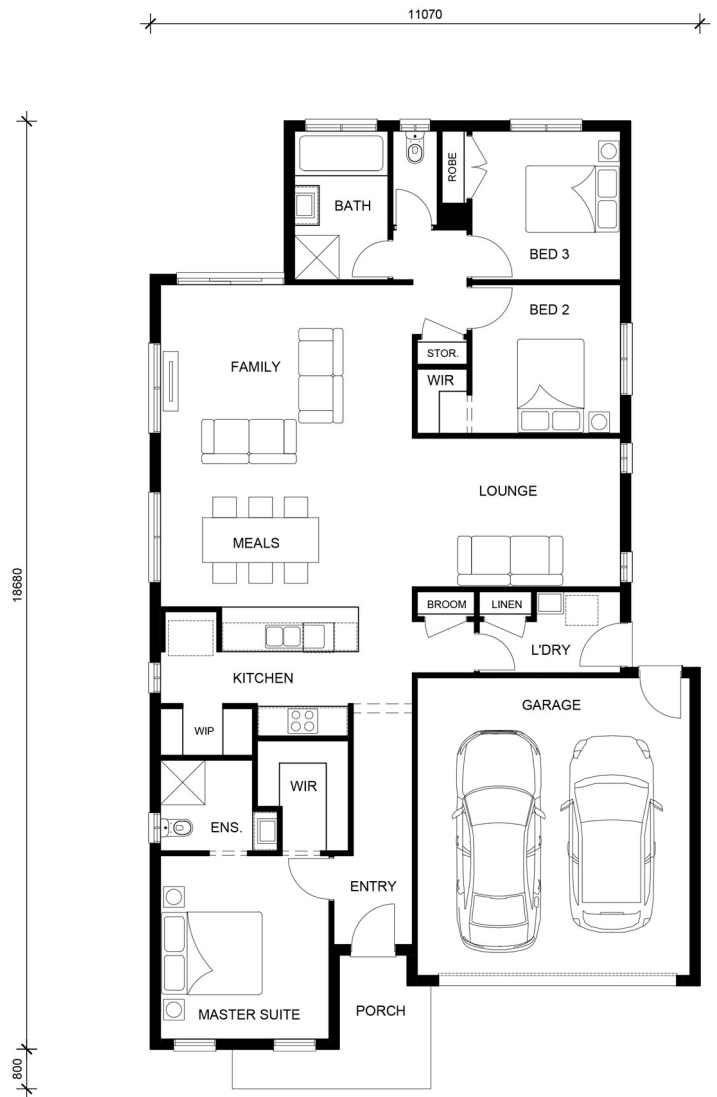 11070
ROBE
BATH
BED 3
BED 2
STOR.
FAMILY
WIR
LOUNGE
MEALS
18680
BROOM
LINEN
L'DRY
KITCHEN
GARAGE
WIP
WIR
ENS.
ENTRY
PORCH
MASTER SUITE
800